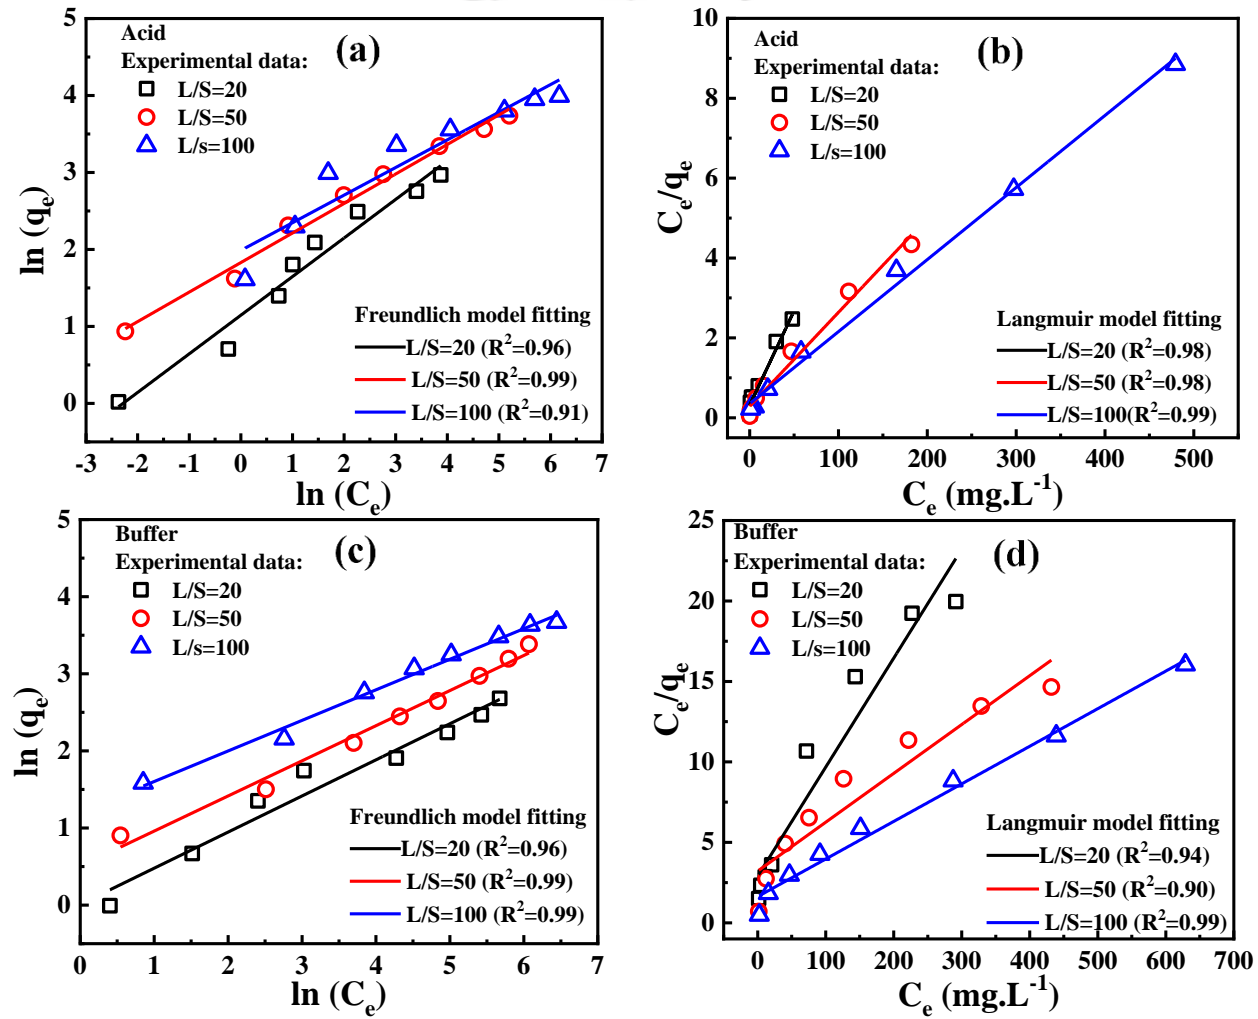 Acid
(a)
Experimental data:
L/S=20
L/S=50
L/s=100
Freundlich model fitting
L/S=20 (R²=0.96)
L/S=50 (R²=0.99)
L/S=100 (R²=0.91)
5
4
3
2
1
0
-3 -2 -1 0 1 2 3 4 5 6 7
ln (qₑ)
ln (Cₑ)
Acid
(b)
Experimental data:
L/S=20
L/S=50
L/s=100
Langmuir model fitting
L/S=20 (R²=0.98)
L/S=50 (R²=0.98)
L/S=100(R²=0.99)
10
8
6
4
2
0
0 100 200 300 400 500
Cₑ/qₑ
Cₑ (mg.L⁻¹)
Buffer
(c)
Experimental data:
L/S=20
L/S=50
L/s=100
Freundlich model fitting
L/S=20 (R²=0.96)
L/S=50 (R²=0.99)
L/S=100 (R²=0.99)
5
4
3
2
1
0
0 1 2 3 4 5 6 7
ln (qₑ)
ln (Cₑ)
Buffer
(d)
Experimental data:
L/S=20
L/S=50
L/s=100
Langmuir model fitting
L/S=20 (R²=0.94)
L/S=50 (R²=0.90)
L/S=100 (R²=0.99)
25
20
15
10
5
0
0 100 200 300 400 500 600 700
Cₑ/qₑ
Cₑ (mg.L⁻¹)